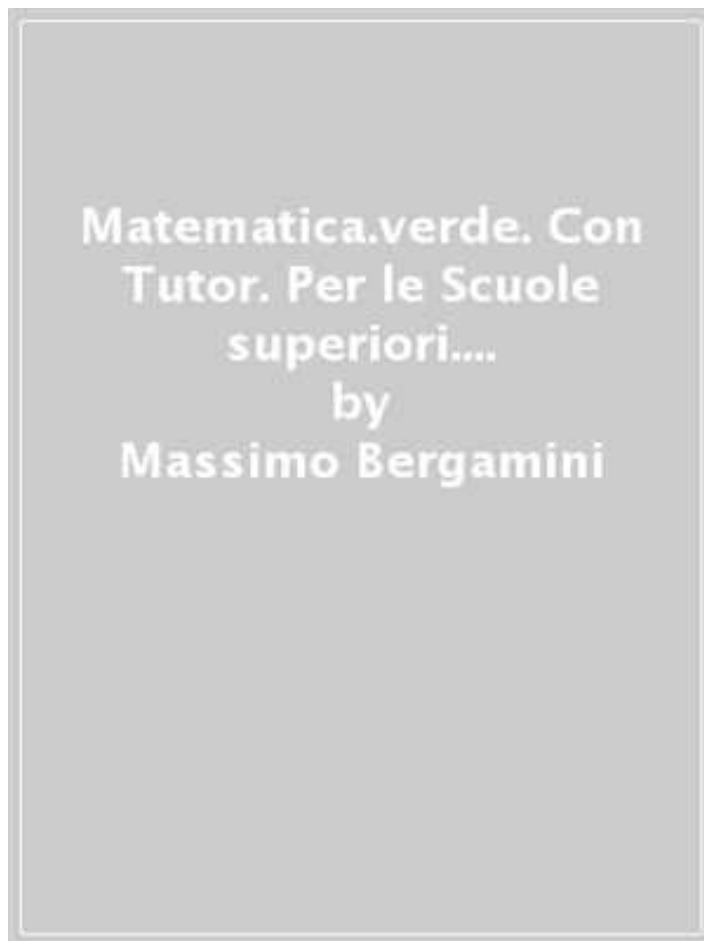 Matematica.verde. Con
Tutor. Per le Scuole
superiori....
by
Massimo Bergamini